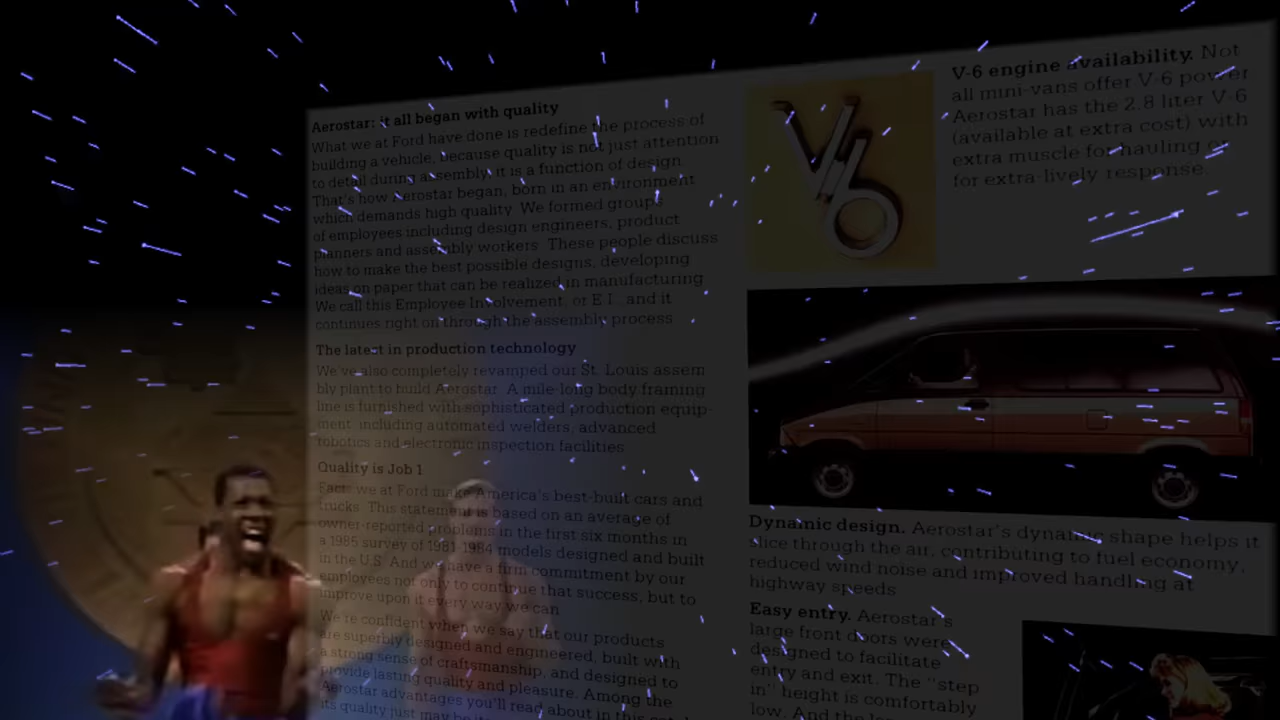 Aerostar: it all began with quality
What we at Ford have done is redefine the process of
building a vehicle, because quality is not just attention
to detail during assembly, it is a function of design.
That's how Aerostar began, born in an environment
which demands high quality. We formed groups
of employees including design engineers, product
planners and assembly workers. These people discuss
how to make the best possible designs, developing
ideas on paper that can be realized in manufacturing
We call this Employee Involvement, or E.I., and it
continues right on through the assembly process
The latest in production technology
We've also completely revamped our St. Louis assem
bly plant to build Aerostar. A mile-long body framing
line is furnished with sophisticated production equip-
ment, including automated welders, advanced
robotics and electronic inspection facilities
Quality is Job 1
Fact: we at Ford make America's best-built cars and
trucks. This statement is based on an average of
owner-reported problems in the first six months in
a 1985 survey of 1981-1984 models designed and built
in the U.S. And we have a firm commitment by our
employees not only to continue that success, but to
improve upon it every way we can
We're confident when we say that our products
are superbly designed and engineered, built with
a strong sense of craftsmanship, and designed to
provide lasting quality and pleasure. Among the
Aerostar advantages you'll read about in this
its quality just may be
V6
V-6 engine availability. Not
all mini-vans offer V-6 power
Aerostar has the 2.8 liter V-6
(available at extra cost) with
extra muscle for hauling or
for extra-lively response.
Dynamic design. Aerostar's dynamic shape helps it
slice through the air, contributing to fuel economy,
reduced wind noise and improved handling at
highway speeds
Easy entry. Aerostar's
large front doors were
designed to facilitate
entry and exit. The "step
in" height is comfortably
low. And the